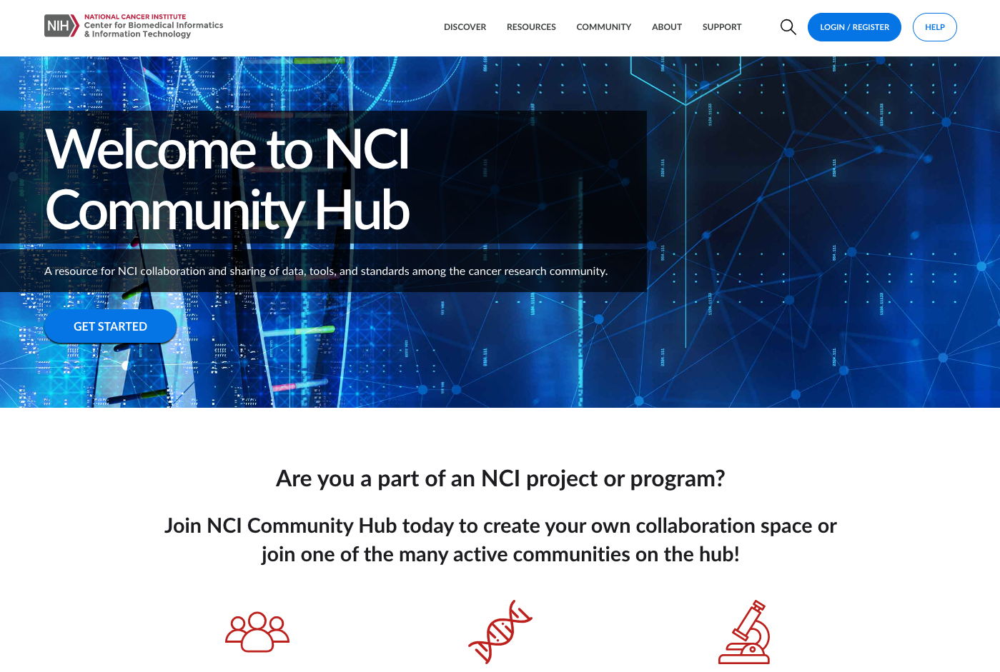 NIH
NATIONAL CANCER INSTITUTE
Center for Biomedical Informatics
& Information Technology
DISCOVER
RESOURCES
COMMUNITY
ABOUT
SUPPORT
LOGIN / REGISTER
HELP
Welcome to NCI
Community Hub
A resource for NCI collaboration and sharing of data, tools, and standards among the cancer research community.
GET STARTED
Are you a part of an NCI project or program?
Join NCI Community Hub today to create your own collaboration space or
join one of the many active communities on the hub!